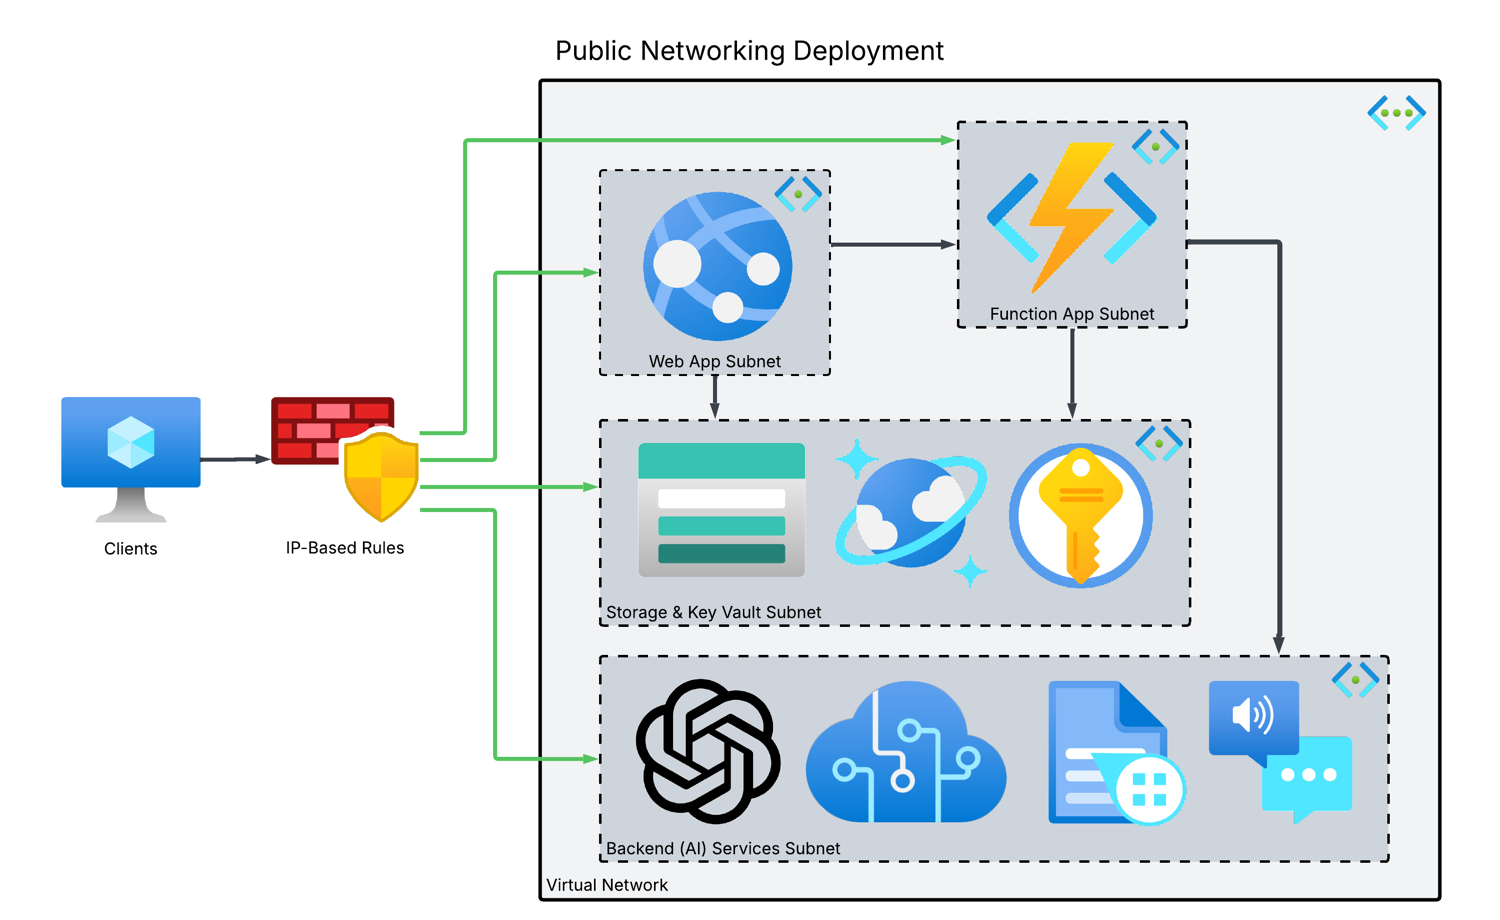 Public Networking Deployment
Function App Subnet
Web App Subnet
Clients
IP-Based Rules
Storage & Key Vault Subnet
Backend (AI) Services Subnet
Virtual Network